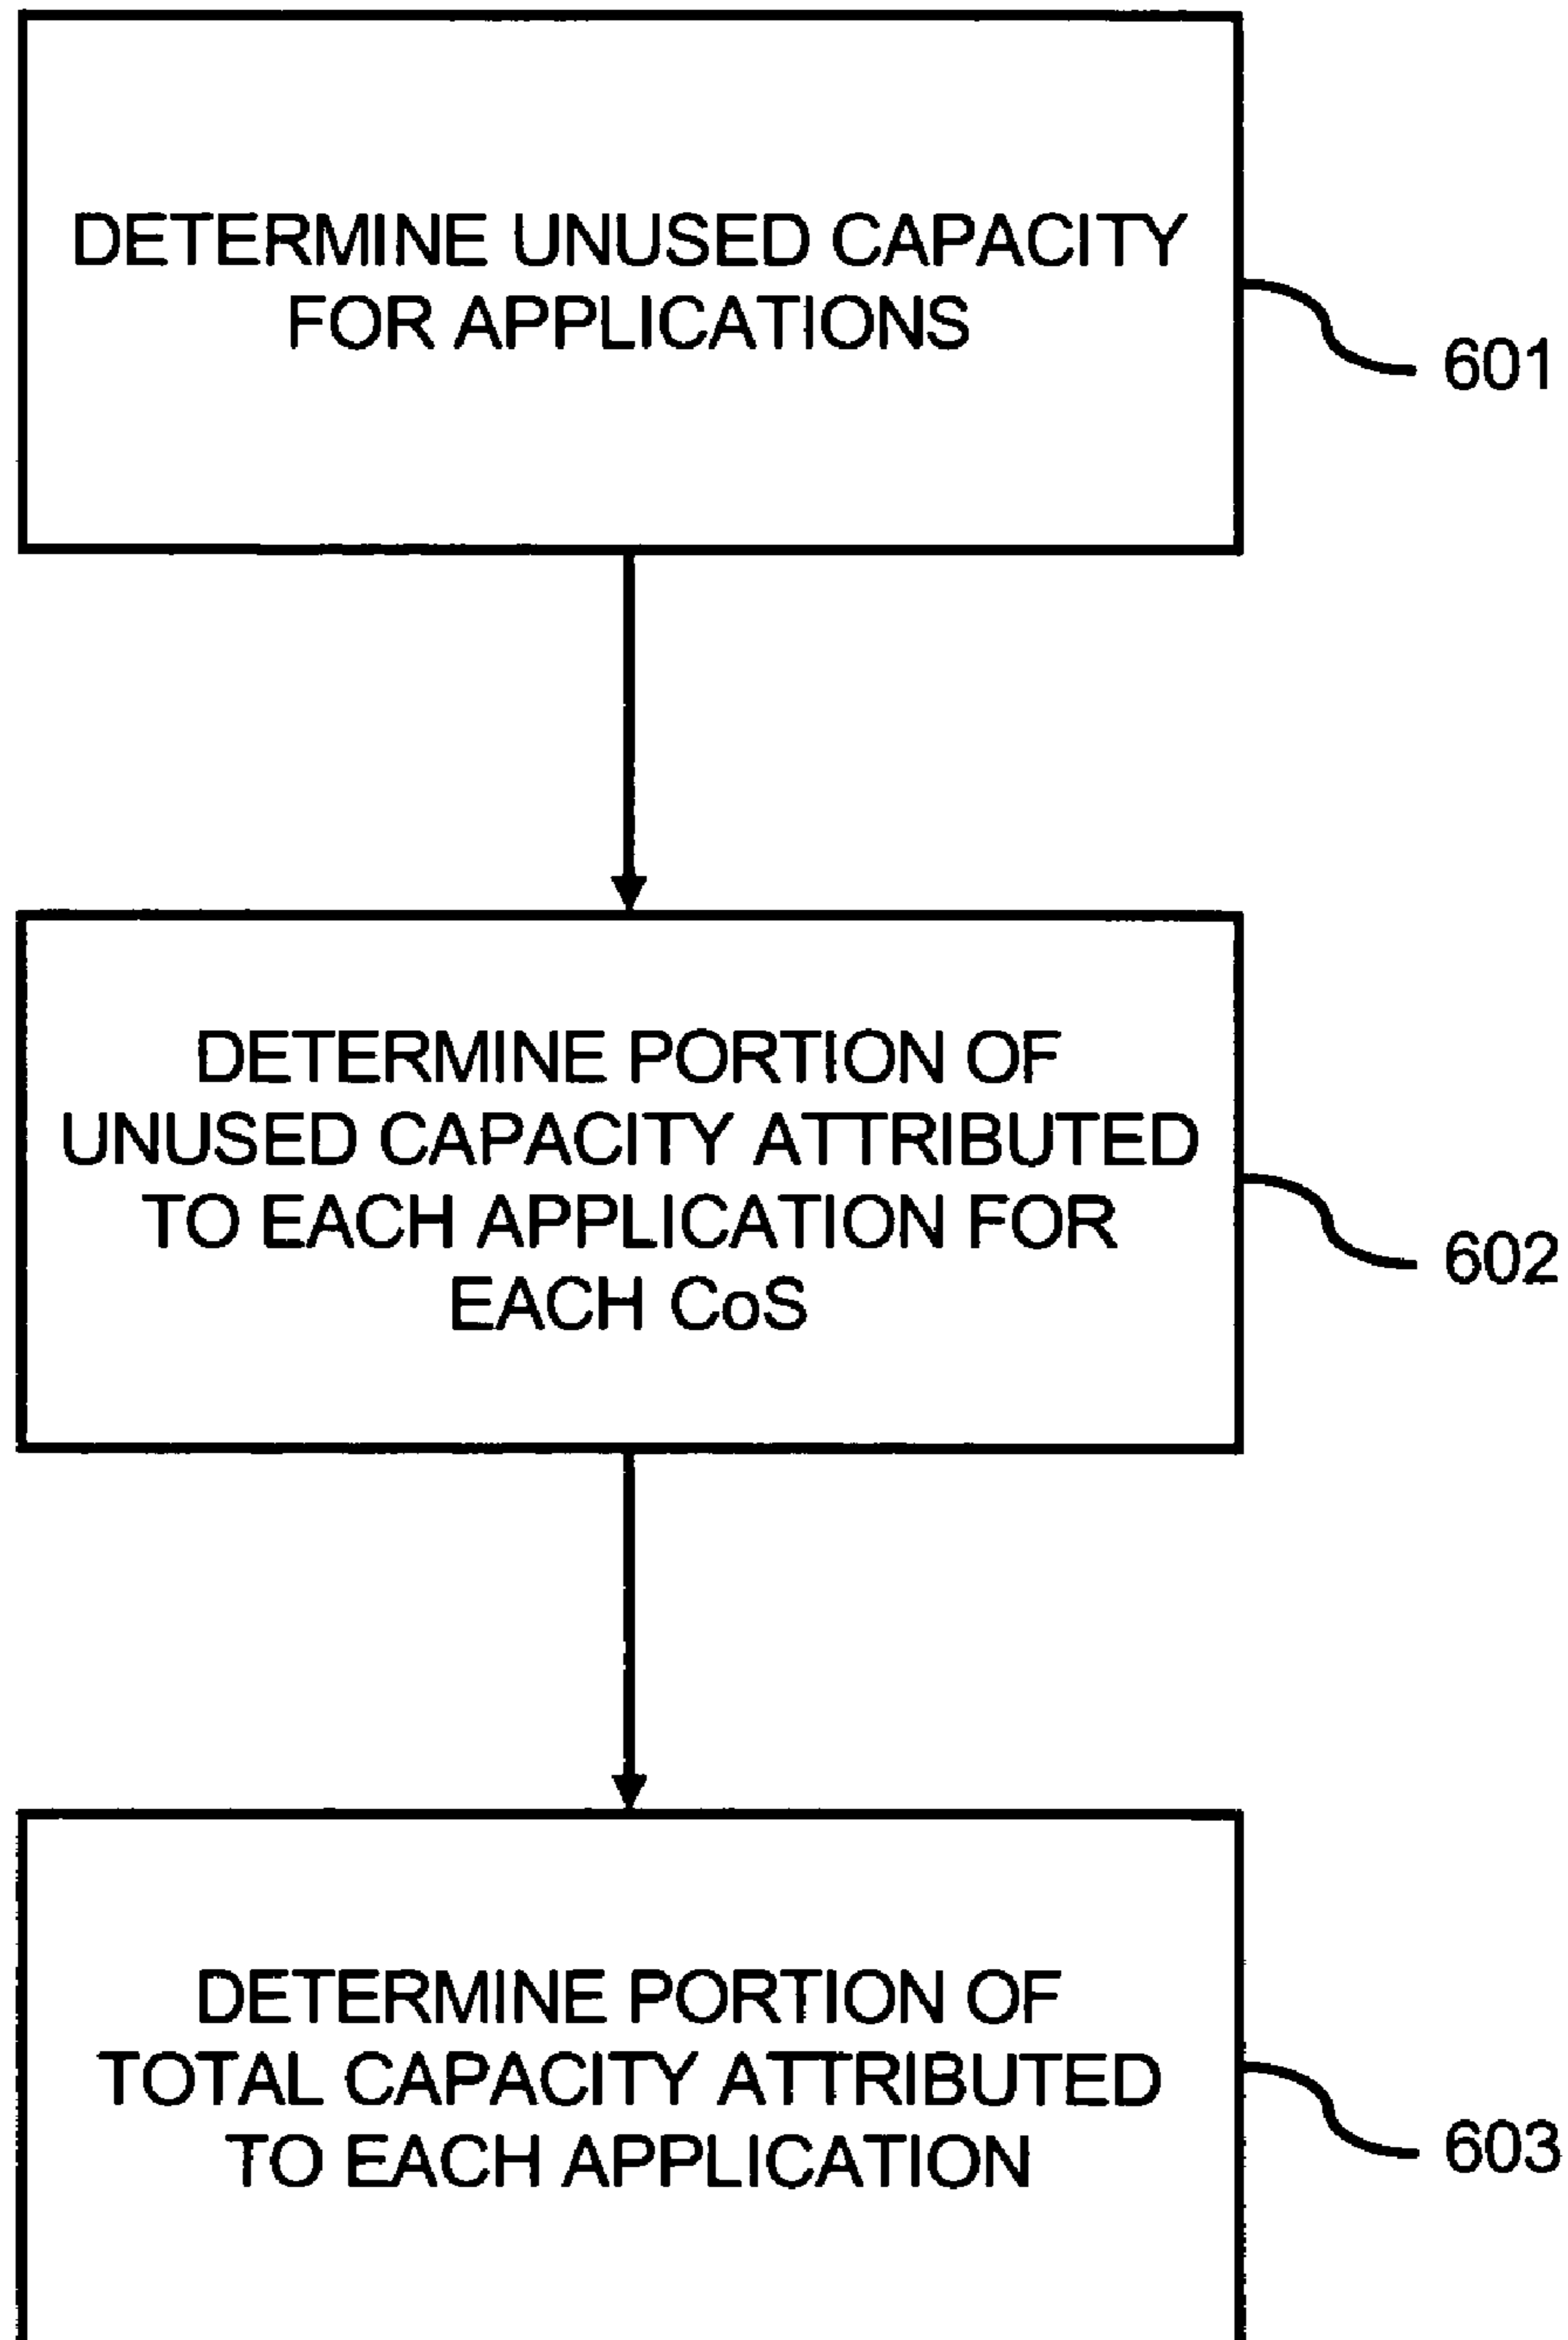 DETERMINE UNUSED CAPACITY
FOR APPLICATIONS
601
DETERMINE PORTION OF
UNUSED CAPACITY ATTRIBUTED
TO EACH APPLICATION FOR
EACH CoS
602
DETERMINE PORTION OF
TOTAL CAPACITY ATTRIBUTED
TO EACH APPLICATION
603